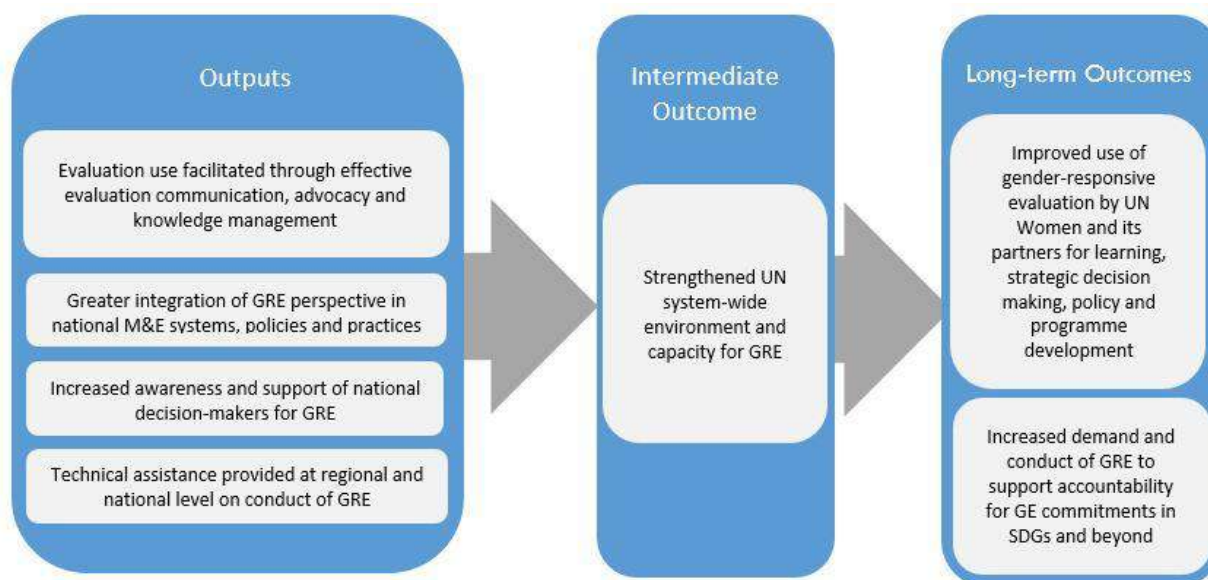 Outputs
Evaluation use facilitated through effective
evaluation communication, advocacy and
knowledge management
Greater integration of GRE perspective in
national M&E systems, policies and practices
Increased awareness and support of national
decision-makers for GRE
Technical assistance provided at regional and
national level on conduct of GRE
Intermediate
Outcome
Strengthened UN
system-wide
environment and
capacity for GRE
Long-term Outcomes
Improved use of
gender-responsive
evaluation by UN
Women and its
partners for learning,
strategic decision
making, policy and
programme
development
Increased demand and
conduct of GRE to
support accountability
for GE commitments in
SDGs and beyond